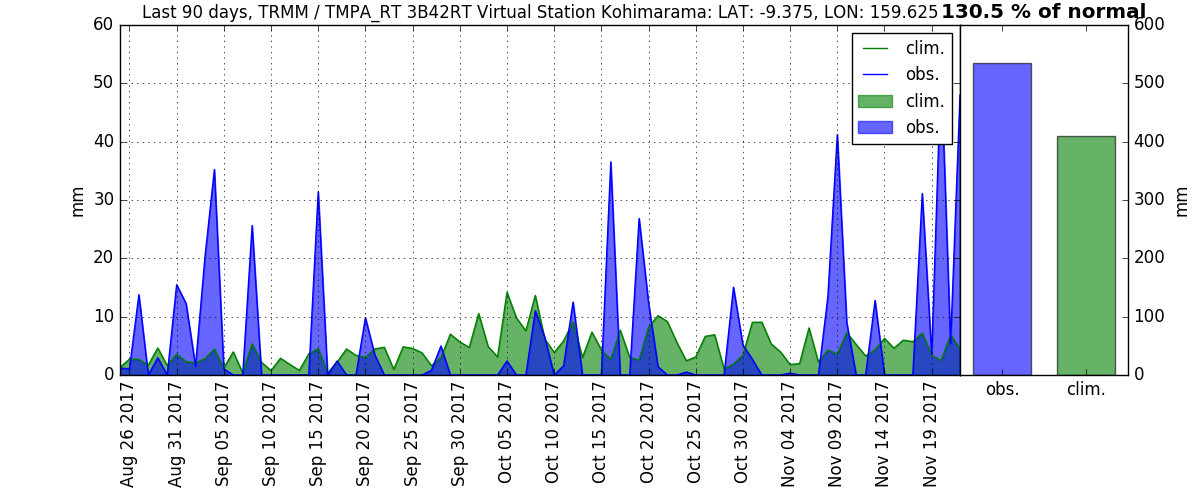 Last 90 days, TRMM / TMPA_RT 3B42RT Virtual Station Kohimarama: LAT: -9.375, LON: 159.625 130.5 % of normal
60
50
40
30
20
10
0
mm
clim.
obs.
clim.
obs.
600
500
400
300
200
100
0
mm
obs.
clim.
Aug 26 2017
Aug 31 2017
Sep 05 2017
Sep 10 2017
Sep 15 2017
Sep 20 2017
Sep 25 2017
Sep 30 2017
Oct 05 2017
Oct 10 2017
Oct 15 2017
Oct 20 2017
Oct 25 2017
Oct 30 2017
Nov 04 2017
Nov 09 2017
Nov 14 2017
Nov 19 2017